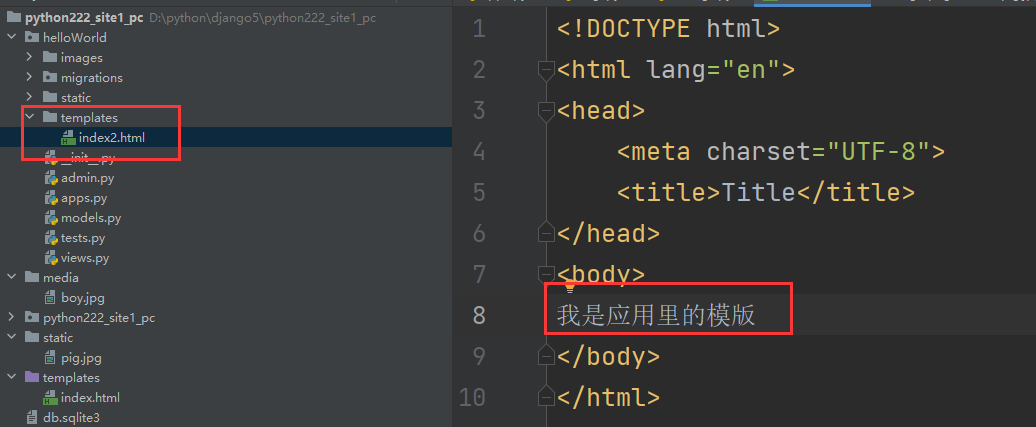 python222_site1_pc D:\python\django5\python222_site1_pc
helloWorld
images
migrations
static
templates
index2.html
__init__.py
admin.py
apps.py
models.py
tests.py
views.py
media
boy.jpg
python222_site1_pc
static
pig.jpg
templates
index.html
db.sqlite3
1 <!DOCTYPE html>
2 <html lang="en">
3 <head>
4 <meta charset="UTF-8">
5 <title>Title</title>
6 </head>
7 <body>
8 我是应用里的模版
9 </body>
10 </html>